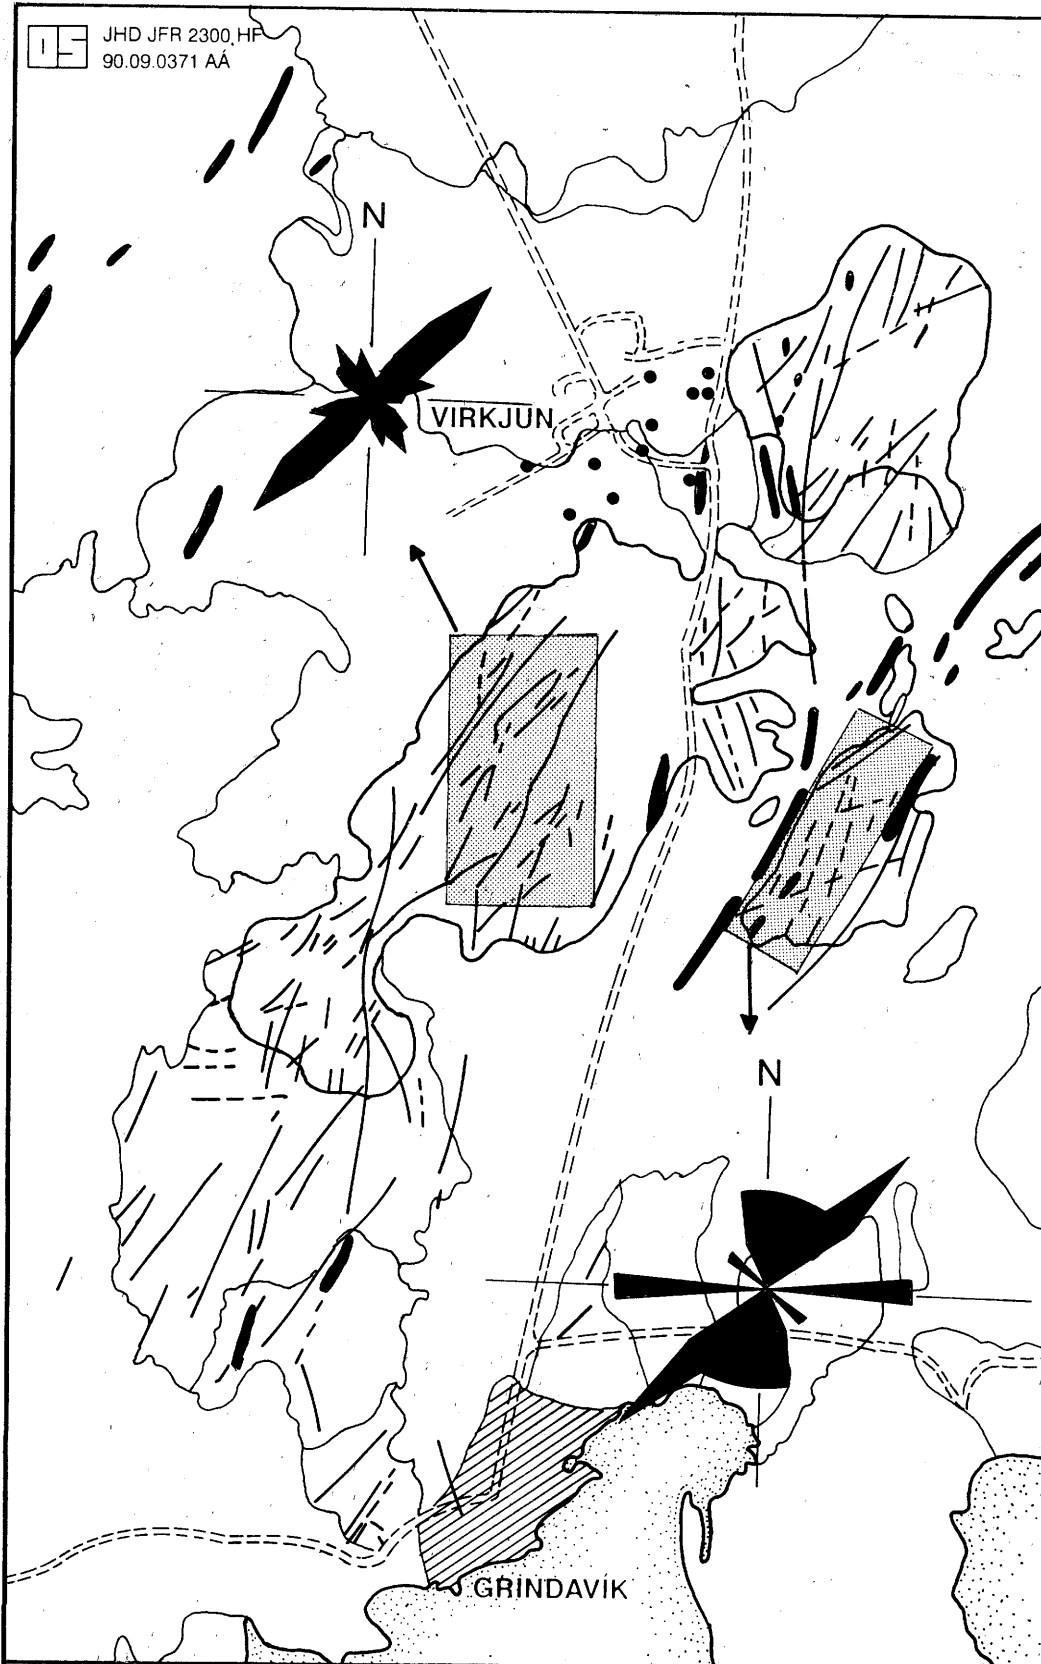 OS
JHD JFR 2300 HF
90.09.0371 AÁ
N
VIRKJUN
N
GRINDAVÍK